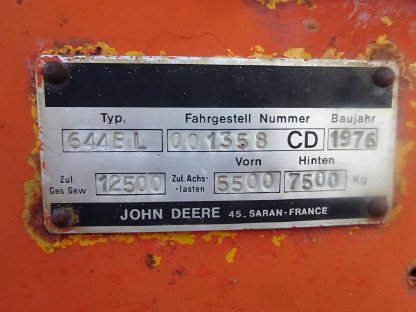 Typ. Fahrgestell Nummer Baujahr
644BL 001358 CD 1976
Vorn Hinten
Zul. Ges.Gew 12500 Zul. Achs-lasten 5500 7500 Kg
JOHN DEERE 45. SARAN-FRANCE